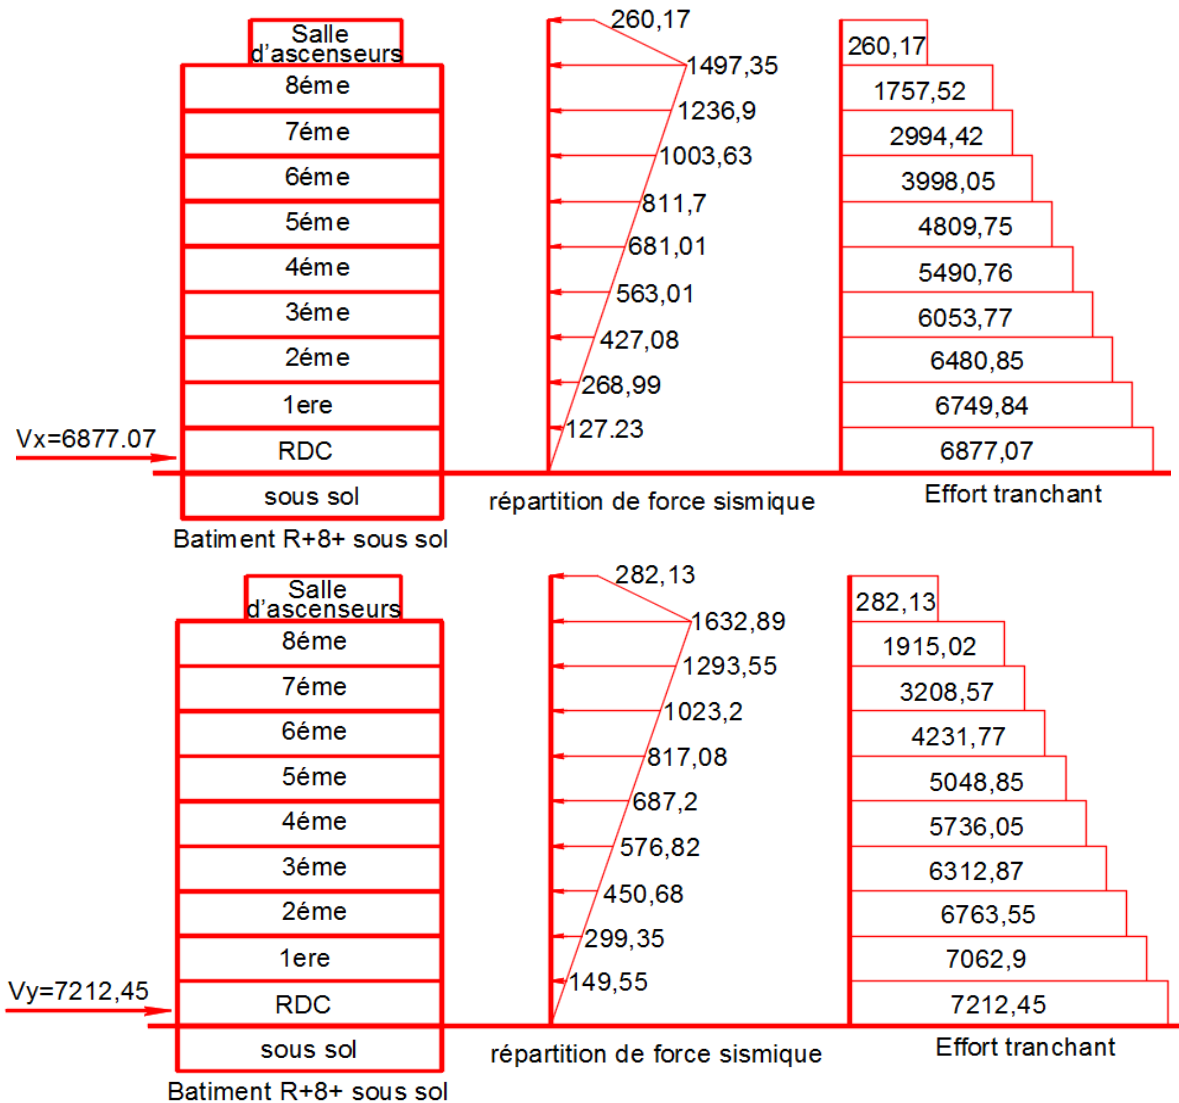 Salle
d'ascenseurs
8éme
7éme
6éme
5éme
4éme
3éme
2éme
1ere
RDC
sous sol
Vx=6877.07
Batiment R+8+ sous sol
260,17
1497,35
1236,9
1003,63
811,7
681,01
563,01
427,08
268,99
127.23
répartition de force sismique
260,17
1757,52
2994,42
3998,05
4809,75
5490,76
6053,77
6480,85
6749,84
6877,07
Effort tranchant
Salle
d'ascenseurs
8éme
7éme
6éme
5éme
4éme
3éme
2éme
1ere
RDC
sous sol
Vy=7212,45
Batiment R+8+ sous sol
282,13
1632,89
1293,55
1023,2
817,08
687,2
576,82
450,68
299,35
149,55
répartition de force sismique
282,13
1915,02
3208,57
4231,77
5048,85
5736,05
6312,87
6763,55
7062,9
7212,45
Effort tranchant